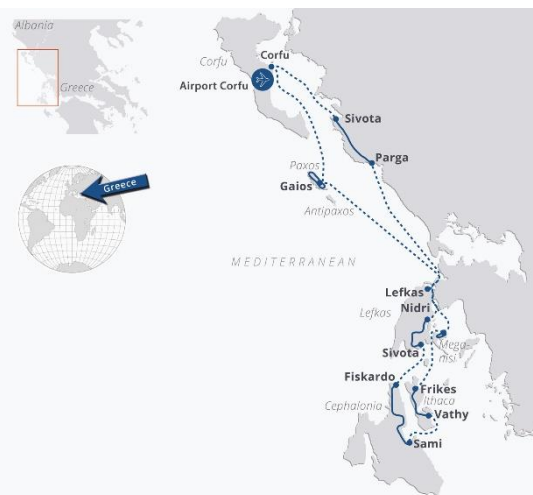 Albania
Greece
Corfu
Corfu
Airport Corfu
Sivota
Parga
Greece
Paxos
Gaios
Antipaxos
MEDITERRANEAN
Lefkas
Nidri
Lefkas
Mega-
nisi
Sivota
Fiskardo
Frikes
Ithaca
Cephalonia
Vathy
Sami